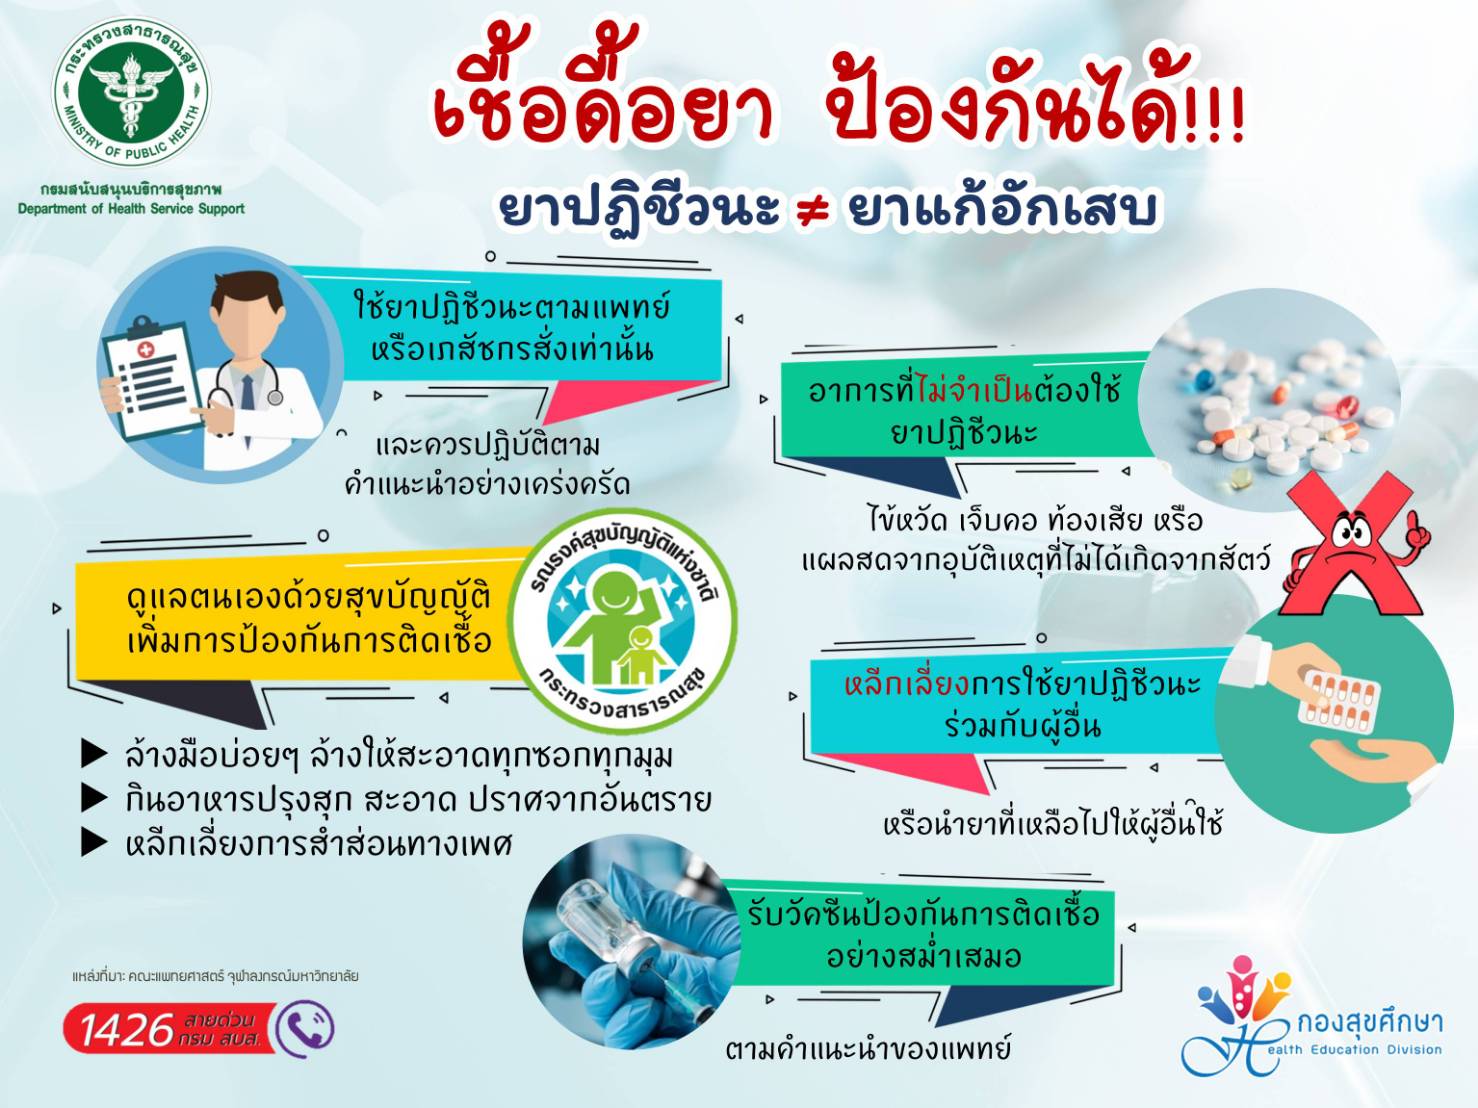 กระทรวงสาธารณสุข
MINISTRY OF PUBLIC HEALTH
กรมสนับสนุนบริการสุขภาพ
Department of Health Service Support
เชื้อดื้อยา ป้องกันได้!!!
ยาปฏิชีวนะ ≠ ยาแก้อักเสบ
ใช้ยาปฏิชีวนะตามแพทย์
หรือเภสัชกรสั่งเท่านั้น
และควรปฏิบัติตาม
คำแนะนำอย่างเคร่งครัด
อาการที่ไม่จำเป็นต้องใช้
ยาปฏิชีวนะ
ไข้หวัด เจ็บคอ ท้องเสีย หรือ
แผลสดจากอุบัติเหตุที่ไม่ได้เกิดจากสัตว์
ดูแลตนเองด้วยสุขบัญญัติ
เพิ่มการป้องกันการติดเชื้อ
รณรงค์สุขบัญญัติแห่งชาติ
กระทรวงสาธารณสุข
▶ ล้างมือบ่อยๆ ล้างให้สะอาดทุกซอกทุกมุม
▶ กินอาหารปรุงสุก สะอาด ปราศจากอันตราย
▶ หลีกเลี่ยงการสำส่อนทางเพศ
หลีกเลี่ยงการใช้ยาปฏิชีวนะ
ร่วมกับผู้อื่น
หรือนำยาที่เหลือไปให้ผู้อื่นใช้
รับวัคซีนป้องกันการติดเชื้อ
อย่างสม่ำเสมอ
ตามคำแนะนำของแพทย์
แหล่งที่มา: คณะแพทยศาสตร์ จุฬาลงกรณ์มหาวิทยาลัย
1426 สายด่วน
กรม สบส.
กองสุขศึกษา
Health Education Division